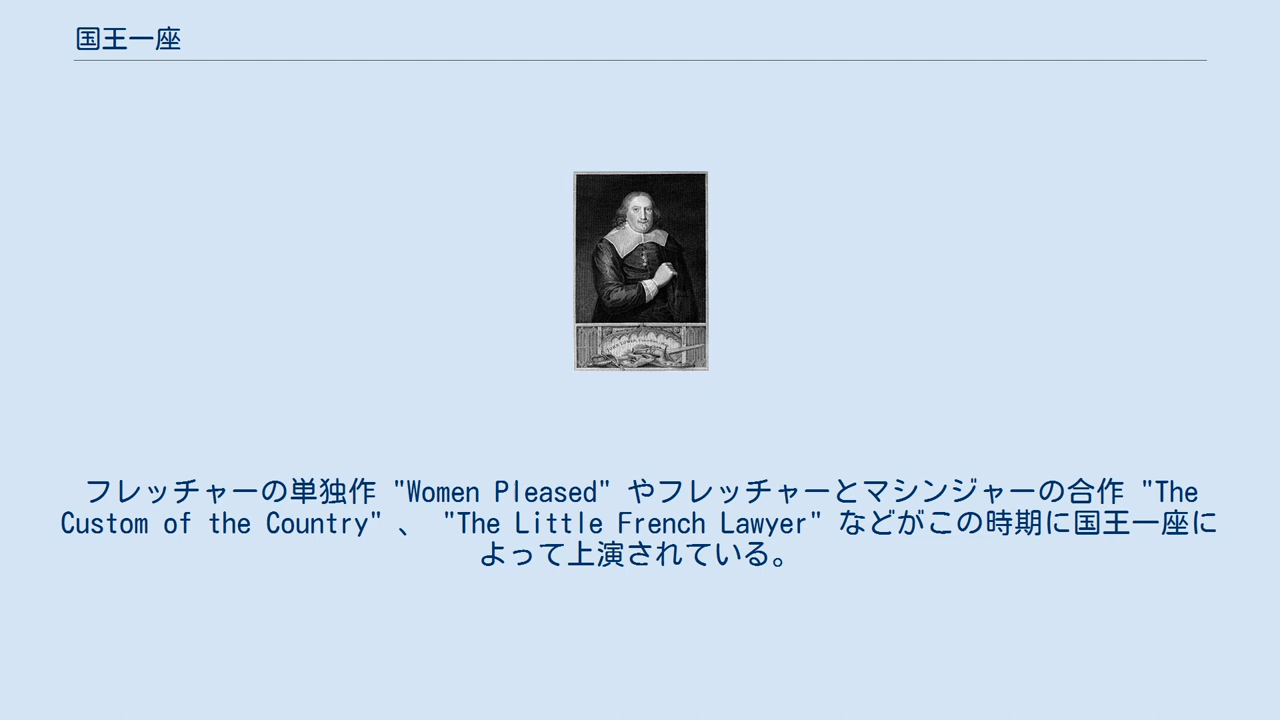 国王一座
フレッチャーの単独作 "Women Pleased" やフレッチャーとマシンジャーの合作 "The
Custom of the Country" 、 "The Little French Lawyer" などがこの時期に国王一座に
よって上演されている。